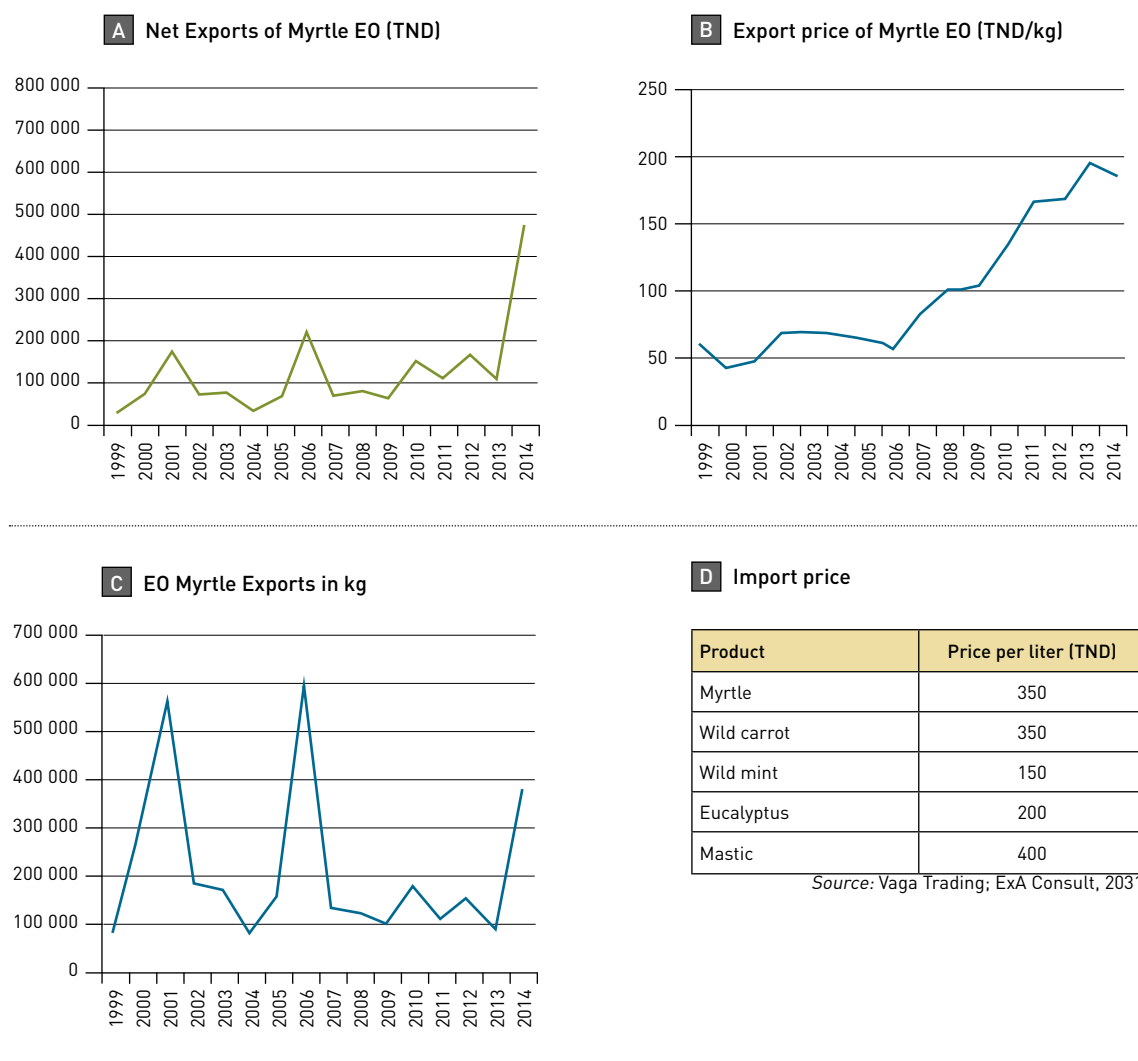 A Net Exports of Myrtle EO (TND)
800 000
700 000
600 000
500 000
400 000
300 000
200 000
100 000
0
1999 2000 2001 2002 2003 2004 2005 2006 2007 2008 2009 2010 2011 2012 2013 2014
B Export price of Myrtle EO (TND/kg)
250
200
150
100
50
0
1999 2000 2001 2002 2003 2004 2005 2006 2007 2008 2009 2010 2011 2012 2013 2014
C EO Myrtle Exports in kg
700 000
600 000
500 000
400 000
300 000
200 000
100 000
0
1999 2000 2001 2002 2003 2004 2005 2006 2007 2008 2009 2010 2011 2012 2013 2014
D Import price
Product Price per liter (TND)
Myrtle 350
Wild carrot 350
Wild mint 150
Eucalyptus 200
Mastic 400
Source: Vaga Trading; ExA Consult,